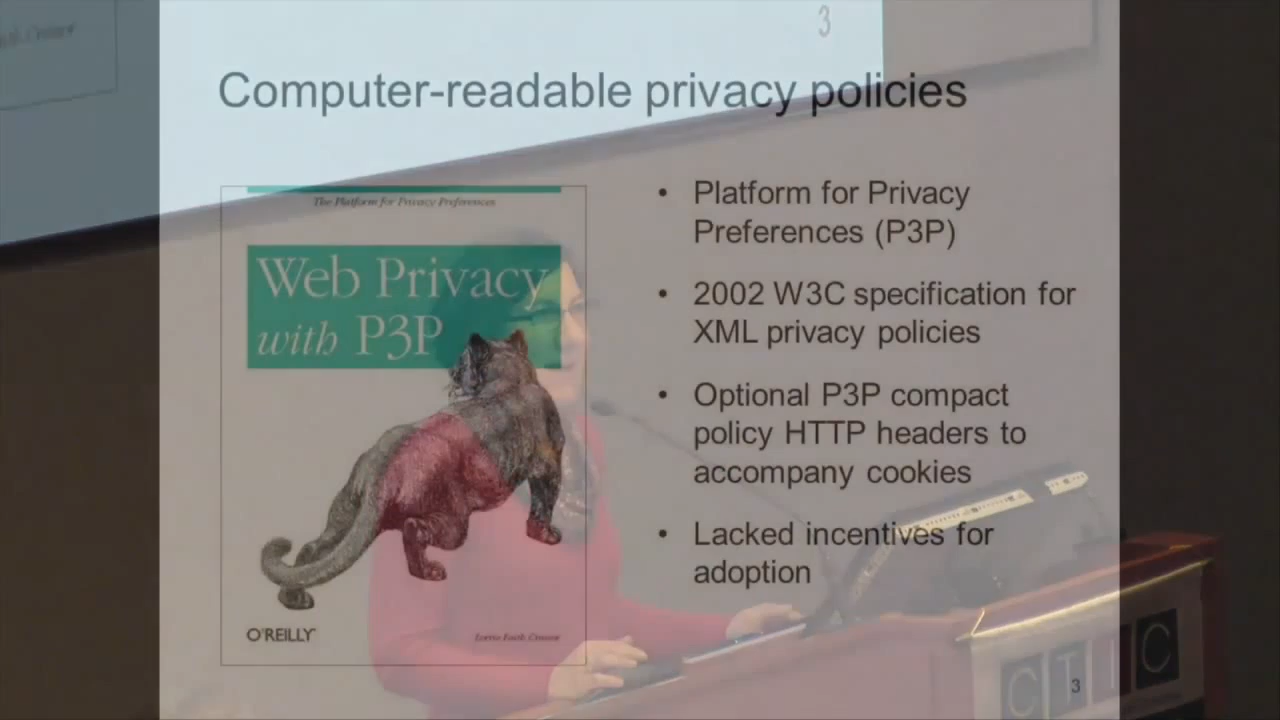 3
Computer-readable privacy policies
The Platform for Privacy Preferences
Web Privacy
with P3P
O'REILLY
Lorrie Faith Cranor
• Platform for Privacy
Preferences (P3P)
• 2002 W3C specification for
XML privacy policies
• Optional P3P compact
policy HTTP headers to
accompany cookies
• Lacked incentives for
adoption
CTIC
3